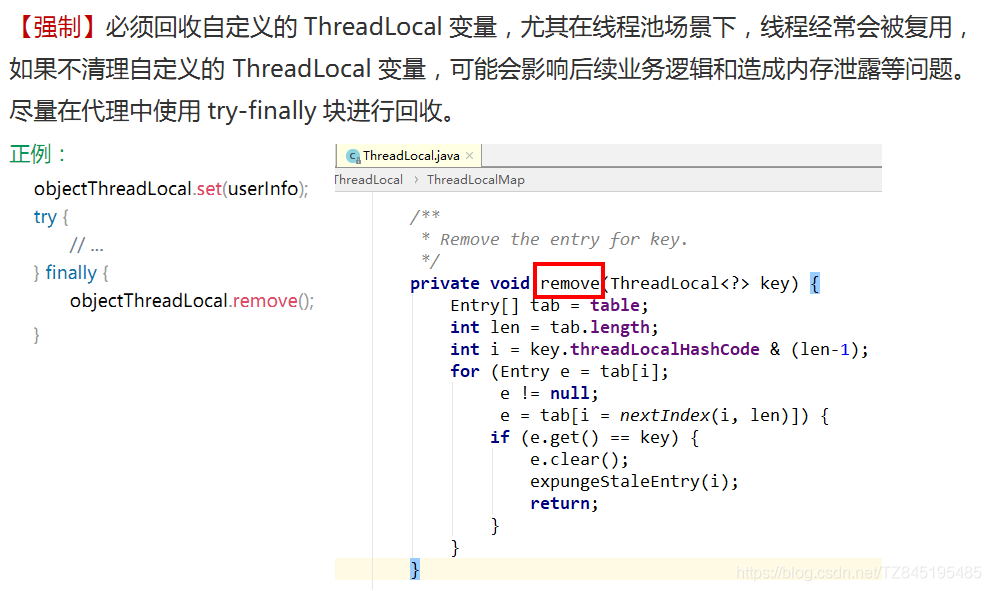 【强制】必须回收自定义的 ThreadLocal 变量，尤其在线程池场景下，线程经常会被复用，
如果不清理自定义的 ThreadLocal 变量，可能会影响后续业务逻辑和造成内存泄露等问题。
尽量在代理中使用 try-finally 块进行回收。
正例：
objectThreadLocal.set(userInfo);
try {
// ...
} finally {
objectThreadLocal.remove();
}
ThreadLocal.java ×
ThreadLocal › ThreadLocalMap
/**
* Remove the entry for key.
*/
private void remove(ThreadLocal<?> key) {
Entry[] tab = table;
int len = tab.length;
int i = key.threadLocalHashCode & (len-1);
for (Entry e = tab[i];
e != null;
e = tab[i = nextIndex(i, len)]) {
if (e.get() == key) {
e.clear();
expungeStaleEntry(i);
return;
}
}
}
https://blog.csdn.net/TZ845195485